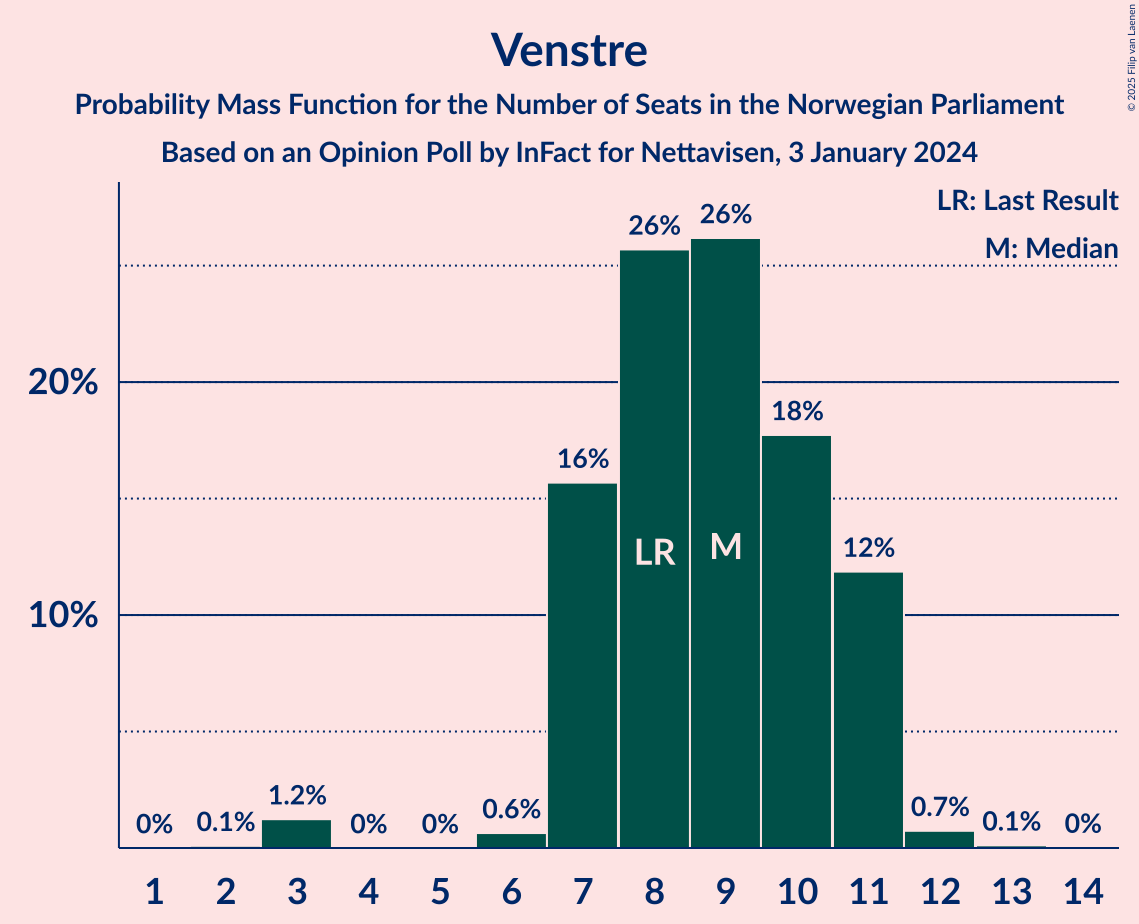 Venstre
Probability Mass Function for the Number of Seats in the Norwegian Parliament
Based on an Opinion Poll by InFact for Nettavisen, 3 January 2024
© 2025 Filip van Laenen
LR: Last Result
M: Median
20%
10%
0%
0.1%
1.2%
0%
0%
0.6%
16%
26%
26%
18%
12%
0.7%
0.1%
0%
LR
M
1 2 3 4 5 6 7 8 9 10 11 12 13 14